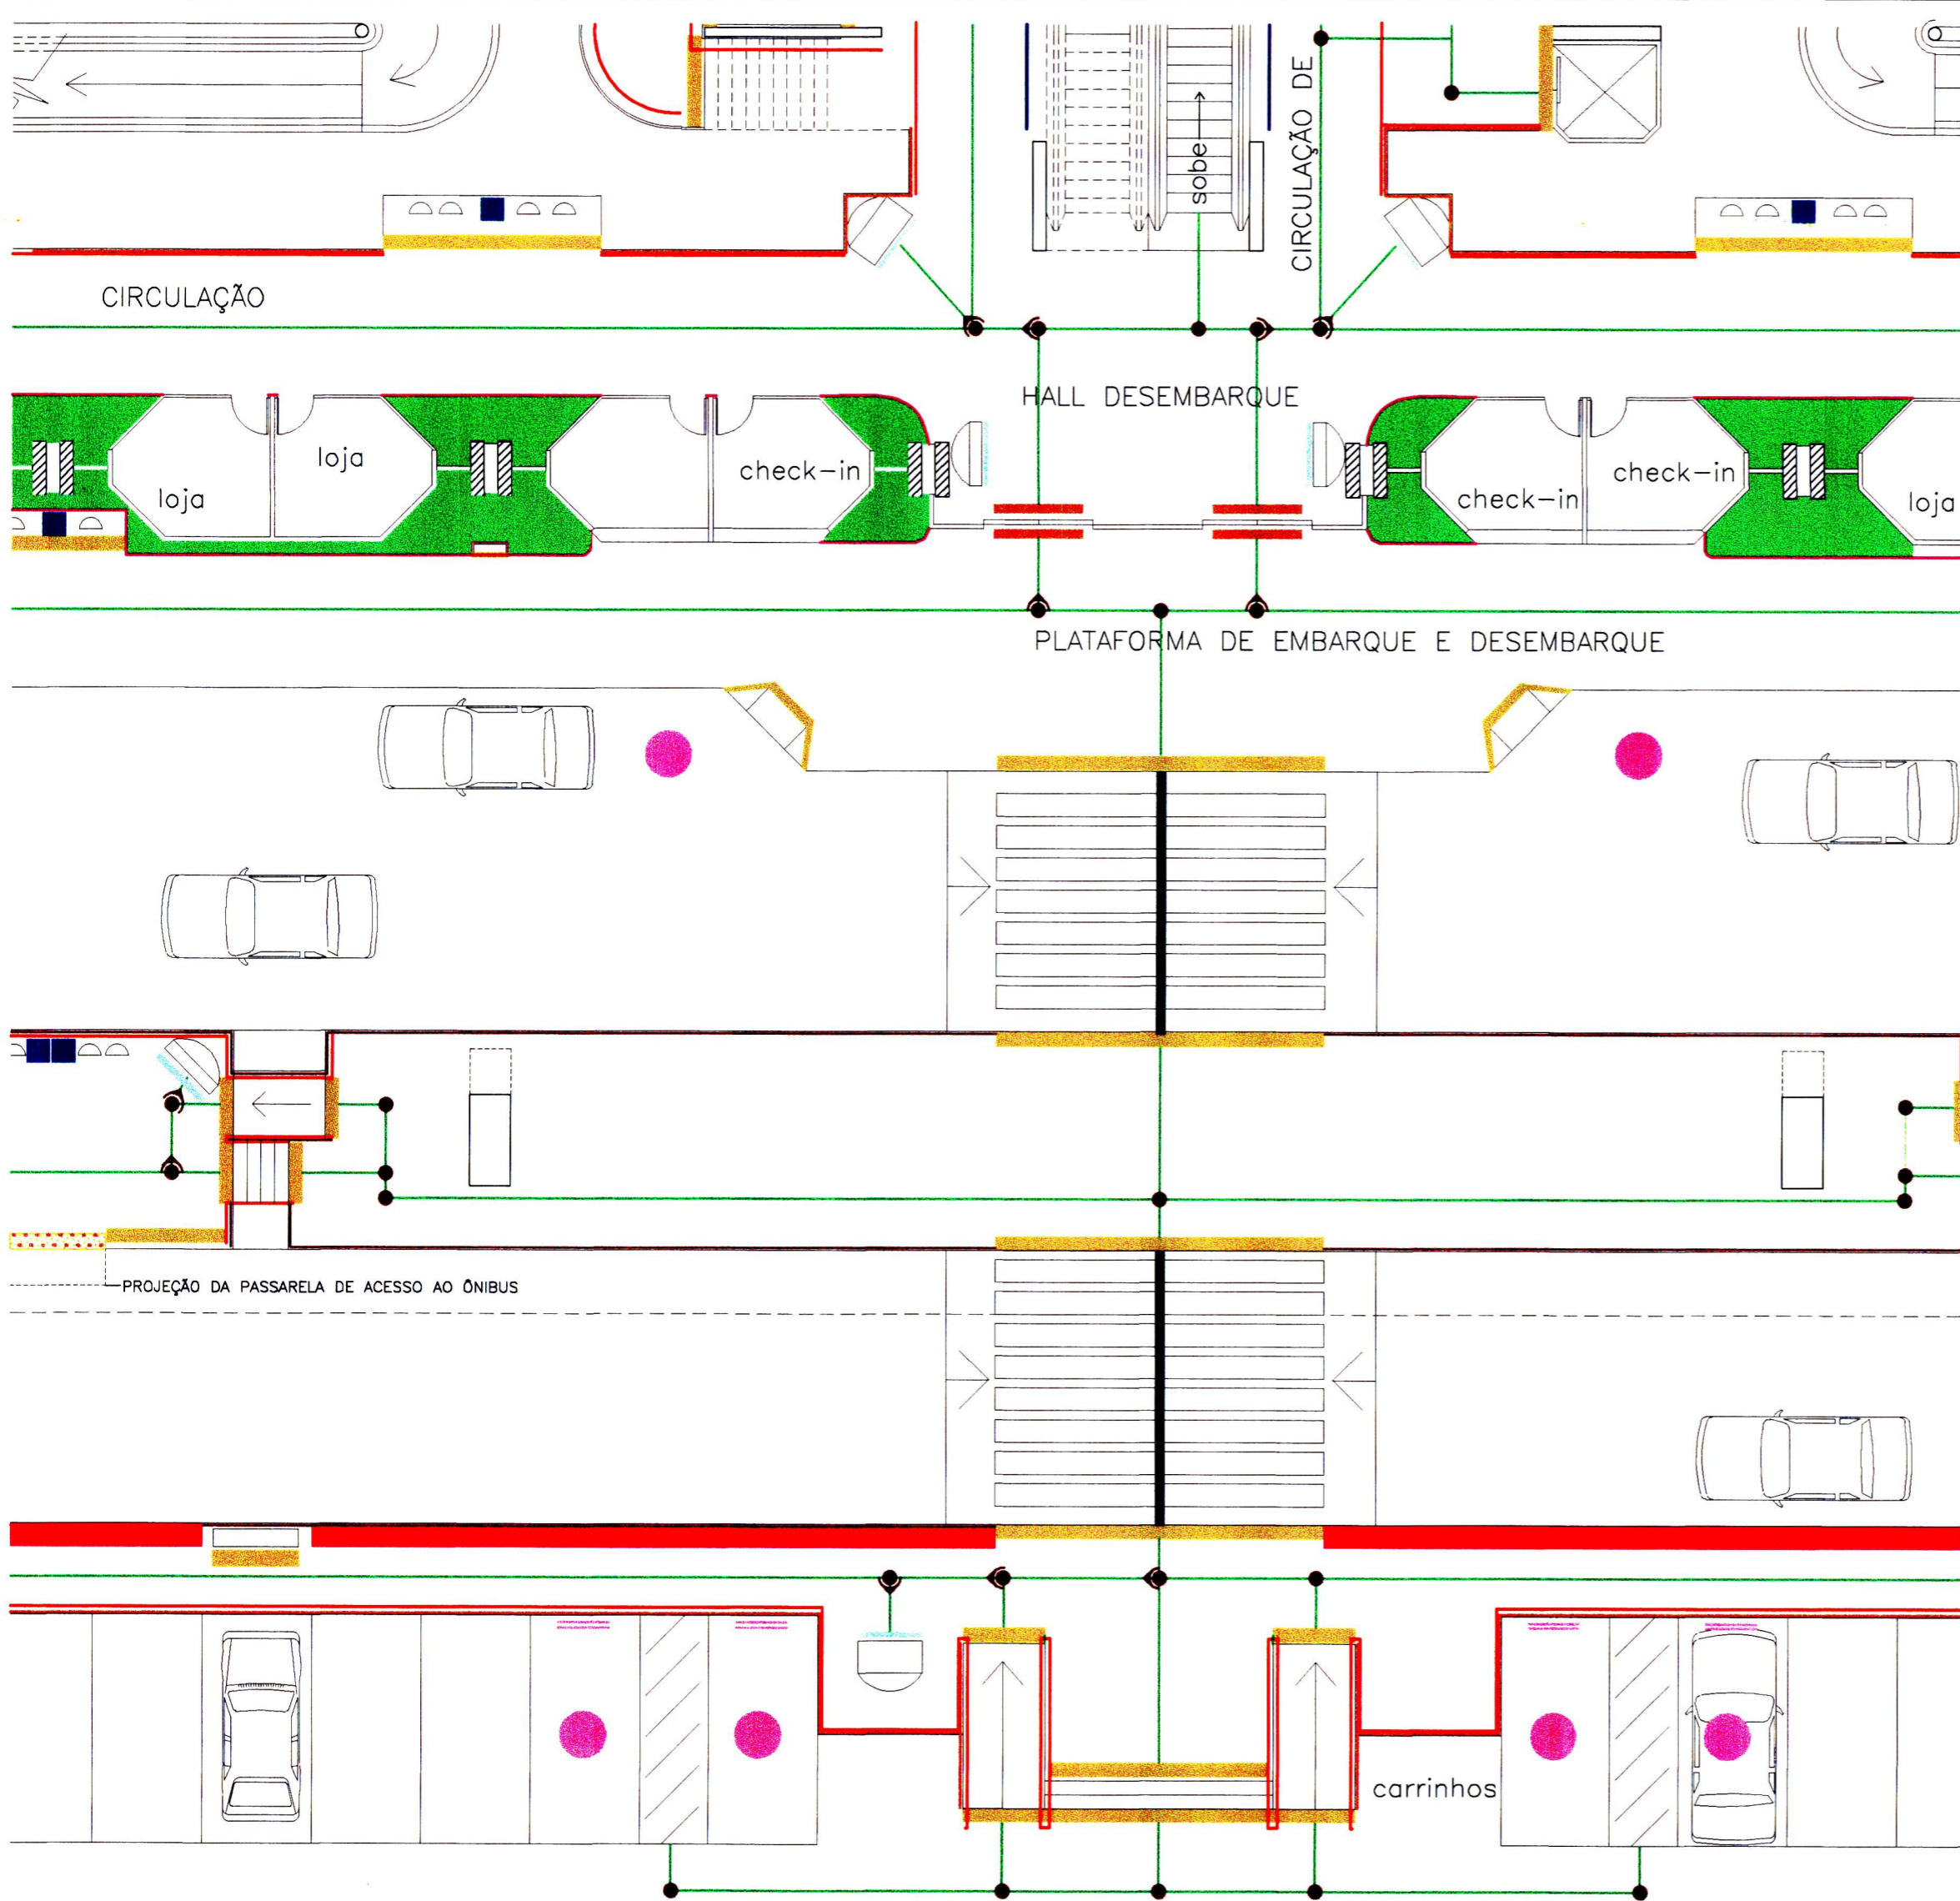 sobe
CIRCULAÇÃO DE
CIRCULAÇÃO
HALL DESEMBARQUE
loja
loja
check-in
check-in
check-in
loja
PLATAFORMA DE EMBARQUE E DESEMBARQUE
PROJEÇÃO DA PASSARELA DE ACESSO AO ÔNIBUS
carrinhos